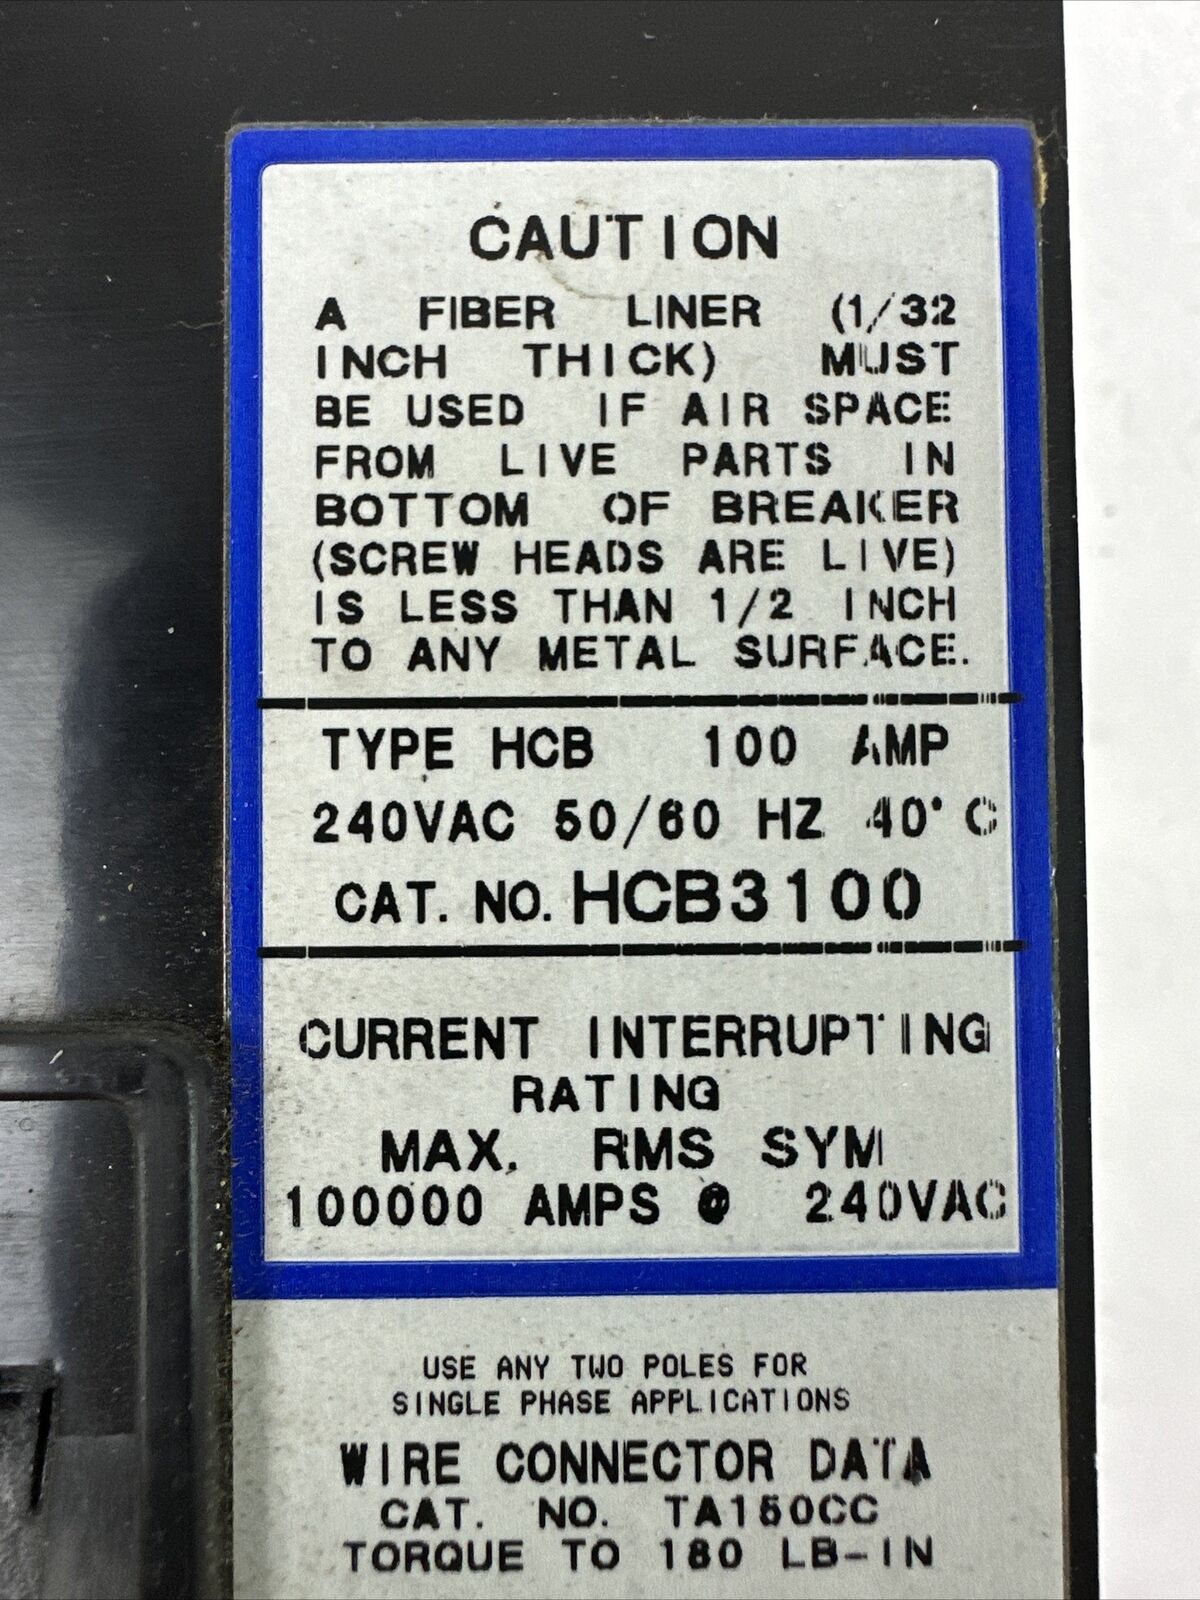 CAUTION
A FIBER LINER (1/32
INCH THICK) MUST
BE USED IF AIR SPACE
FROM LIVE PARTS IN
BOTTOM OF BREAKER
(SCREW HEADS ARE LIVE)
IS LESS THAN 1/2 INCH
TO ANY METAL SURFACE.
TYPE HCB 100 AMP
240VAC 50/60 HZ 40° C
CAT. NO. HCB3100
CURRENT INTERRUPTING
RATING
MAX. RMS SYM
100000 AMPS @ 240VAC
USE ANY TWO POLES FOR
SINGLE PHASE APPLICATIONS
WIRE CONNECTOR DATA
CAT. NO. TA150CC
TORQUE TO 180 LB-IN